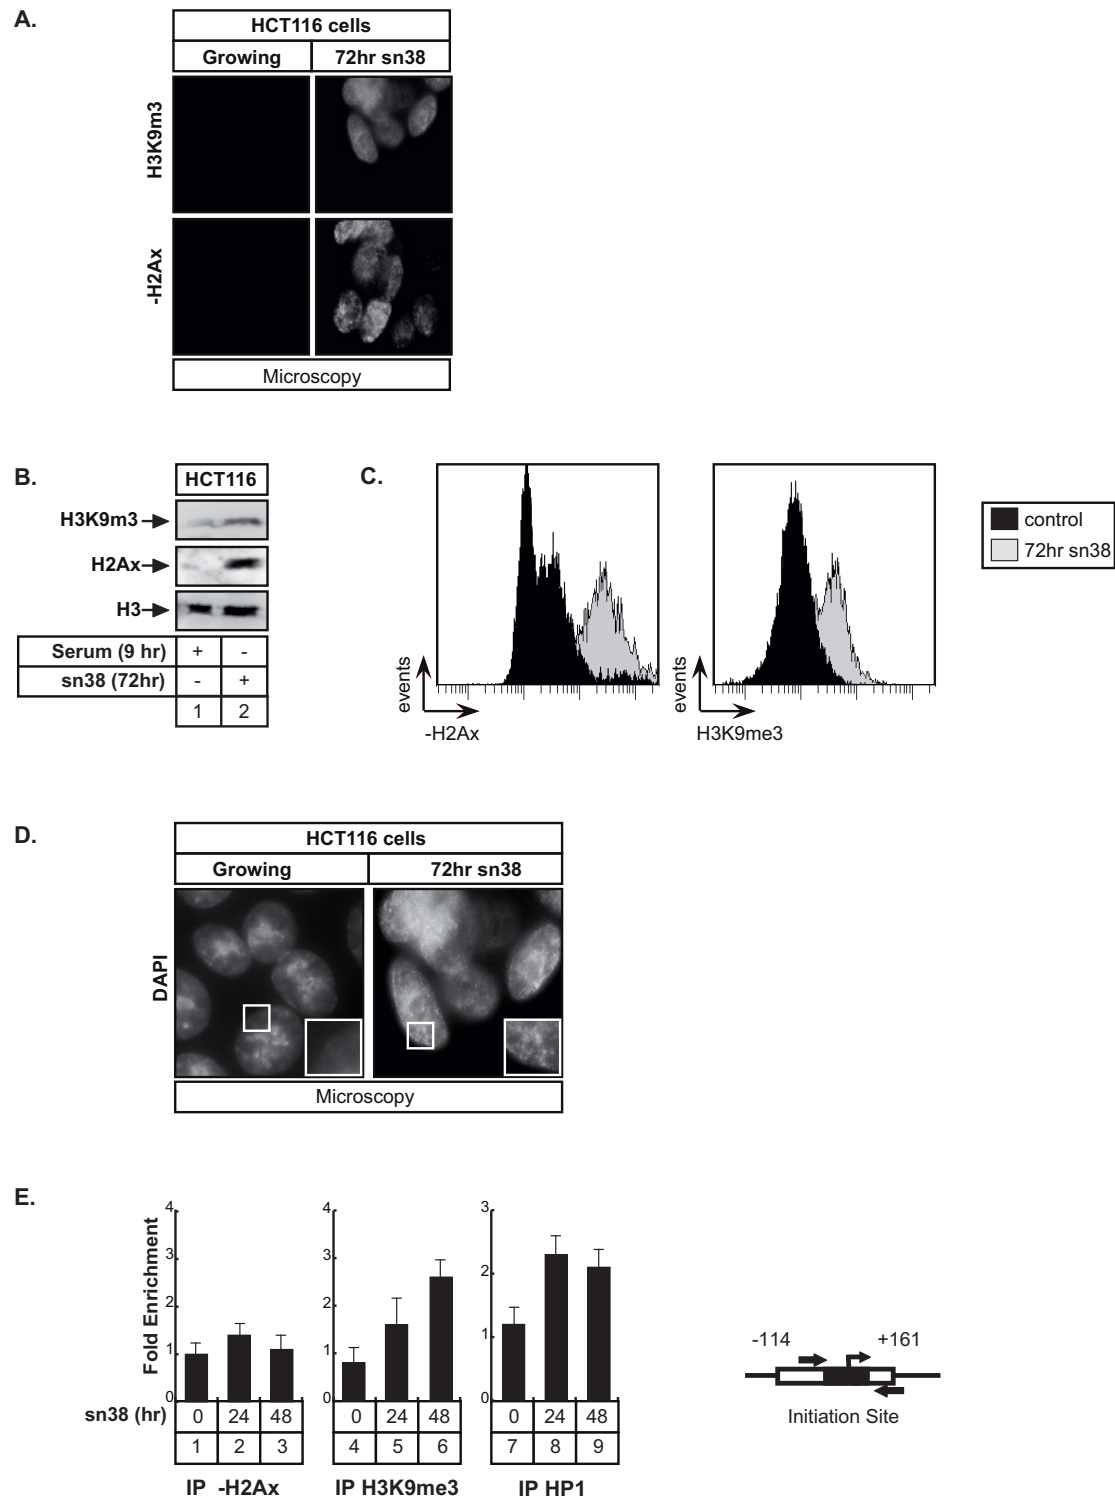 A.
HCT116 cells
Growing 72hr sn38
H3K9m3
-H2Ax
Microscopy
B.
HCT116
H3K9m3
H2Ax
H3
Serum (9 hr) + -
sn38 (72hr) - +
1 2
C.
events
-H2Ax
events
H3K9me3
control
72hr sn38
D.
HCT116 cells
Growing 72hr sn38
DAPI
Microscopy
E.
Fold Enrichment
4
3
2
1
0
4
3
2
1
0
3
2
1
0
sn38 (hr) 0 24 48 0 24 48 0 24 48
1 2 3 4 5 6 7 8 9
IP -H2Ax IP H3K9me3 IP HP1
-114 +161
Initiation Site